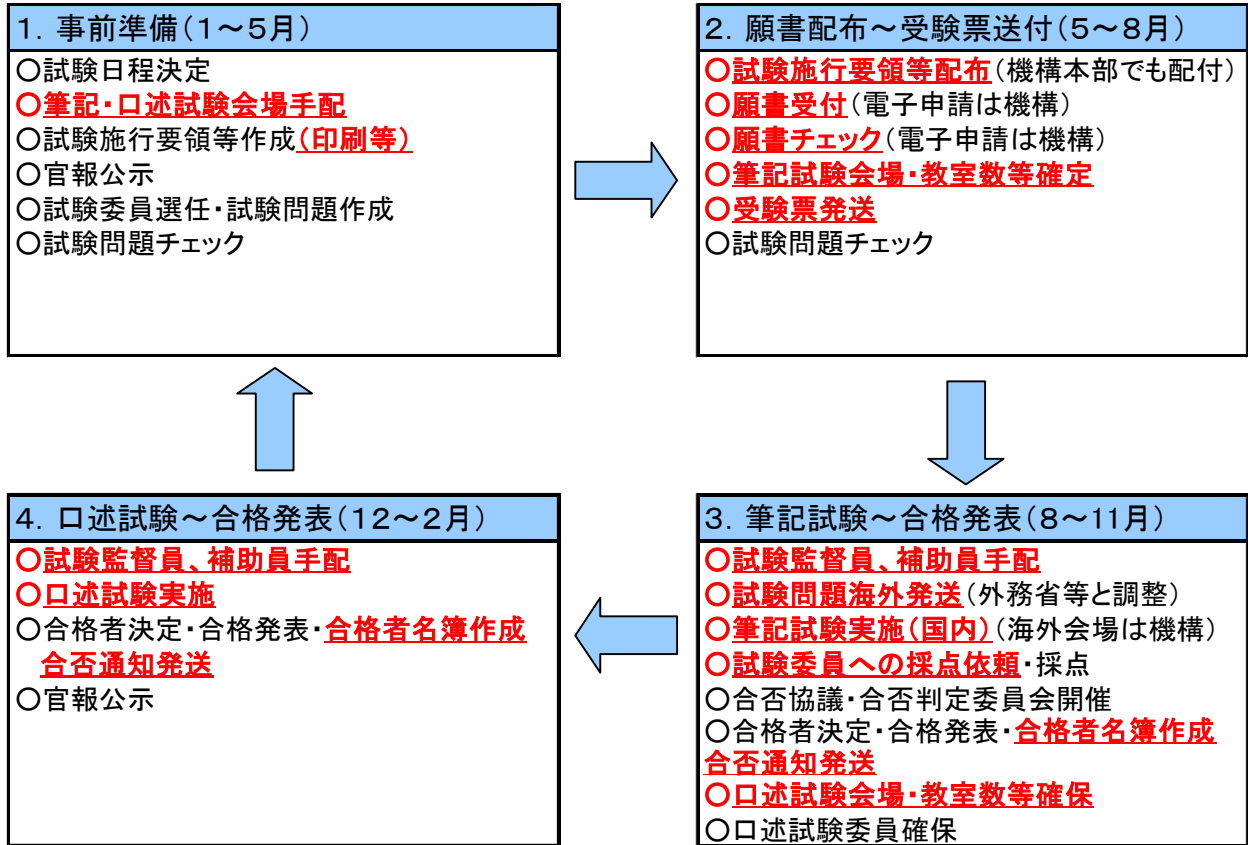 1．事前準備（1～5月）
○試験日程決定
○筆記・口述試験会場手配
○試験施行要領等作成（印刷等）
○官報公示
○試験委員選任・試験問題作成
○試験問題チェック
2．願書配布～受験票送付（5～8月）
○試験施行要領等配布（機構本部でも配付）
○願書受付（電子申請は機構）
○願書チェック（電子申請は機構）
○筆記試験会場・教室数等確定
○受験票発送
○試験問題チェック
3．筆記試験～合格発表（8～11月）
○試験監督員、補助員手配
○試験問題海外発送（外務省等と調整）
○筆記試験実施（国内）（海外会場は機構）
○試験委員への採点依頼・採点
○合否協議・合否判定委員会開催
○合格者決定・合格発表・合格者名簿作成
合否通知発送
○口述試験会場・教室数等確保
○口述試験委員確保
4．口述試験～合格発表（12～2月）
○試験監督員、補助員手配
○口述試験実施
○合格者決定・合格発表・合格者名簿作成
合否通知発送
○官報公示